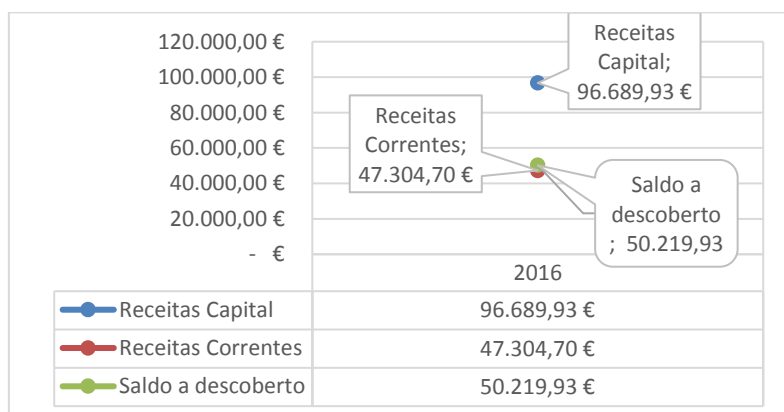 120.000,00 €
100.000,00 €
80.000,00 €
60.000,00 €
40.000,00 €
20.000,00 €
- €
Receitas
Capital;
96.689,93 €
Receitas
Correntes;
47.304,70 €
Saldo a
descoberto
; 50.219,93
2016
Receitas Capital 96.689,93 €
Receitas Correntes 47.304,70 €
Saldo a descoberto 50.219,93 €